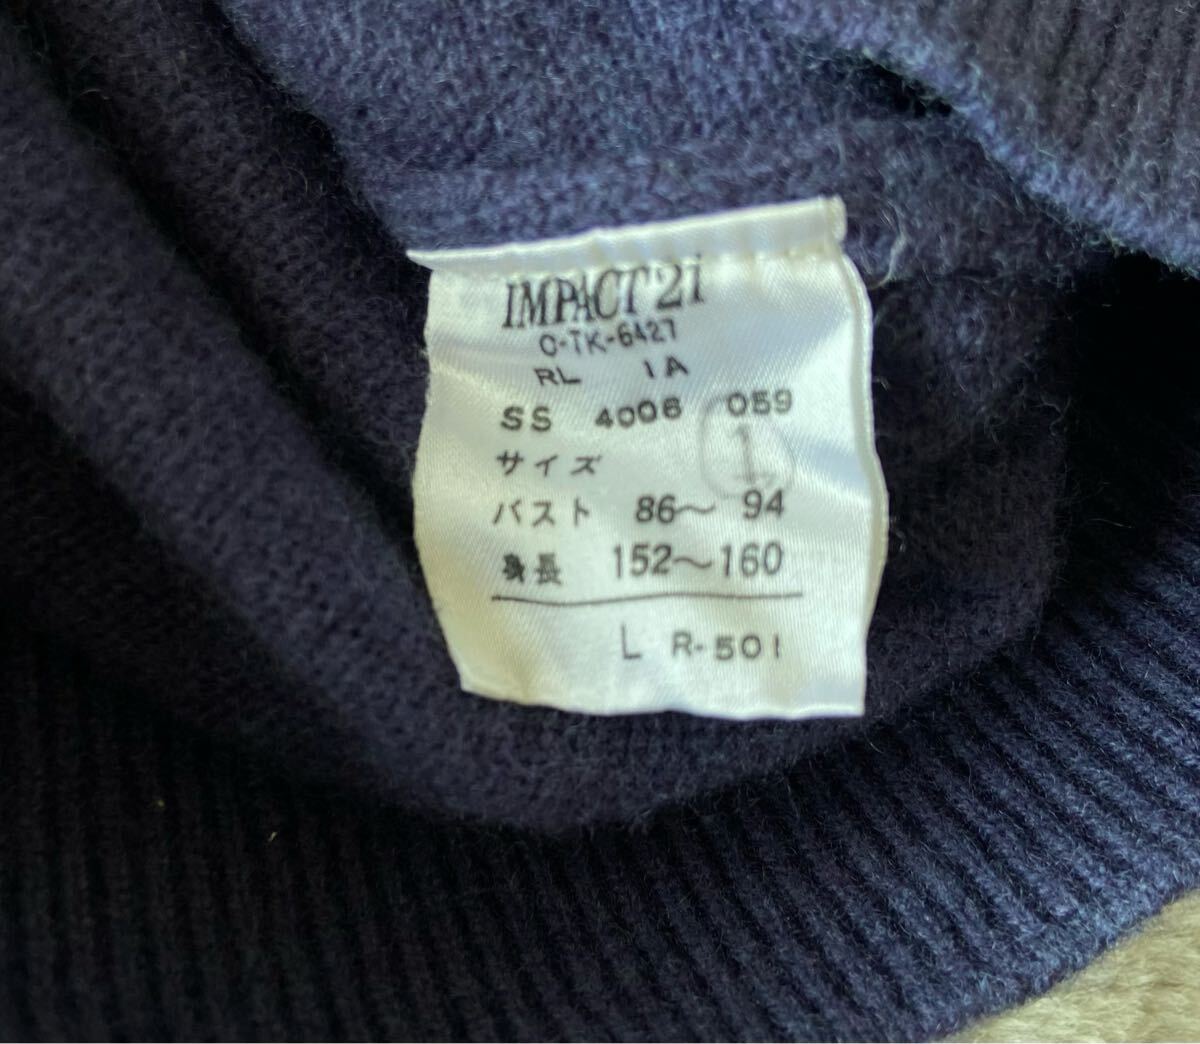 IMPACT 2i
C-TK-6427
RL 1A
SS 4006 059
サイズ 1
バスト 86〜 94
身長 152〜160
L R-501